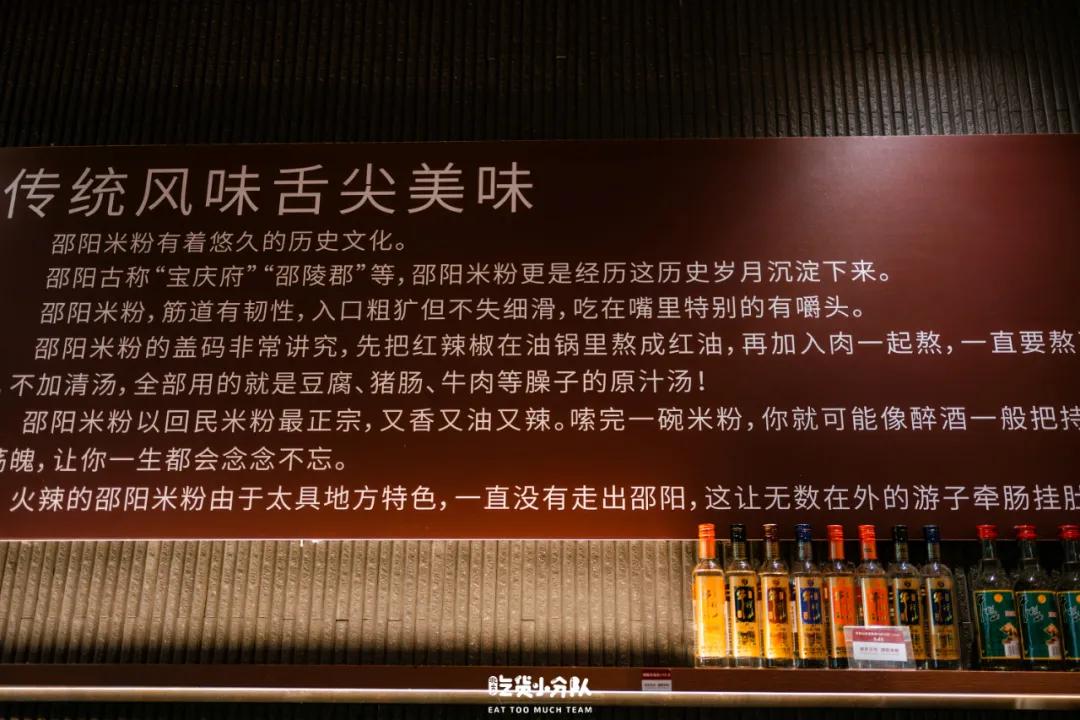 传统风味舌尖美味
邵阳米粉有着悠久的历史文化。
邵阳古称“宝庆府”“邵陵郡”等，邵阳米粉更是经历这历史岁月沉淀下来。
邵阳米粉，筋道有韧性，入口粗犷但不失细滑，吃在嘴里特别的有嚼头。
邵阳米粉的盖码非常讲究，先把红辣椒在油锅里熬成红油，再加入肉一起熬，一直要熬
，不加清汤，全部用的就是豆腐、猪肠、牛肉等臊子的原汁汤！
邵阳米粉以回民米粉最正宗，又香又油又辣。嗦完一碗米粉，你就可能像醉酒一般把持
荡魄，让你一生都会念念不忘。
火辣的邵阳米粉由于太具地方特色，一直没有走出邵阳，这让无数在外的游子牵肠挂肚
吃货小分队
EAT TOO MUCH TEAM